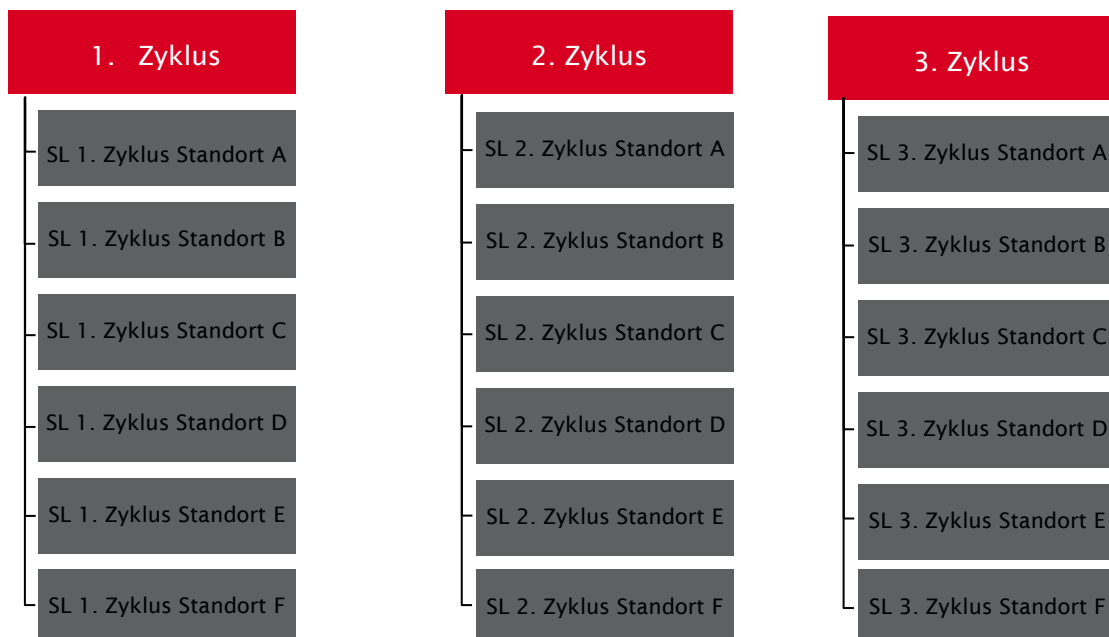 1. Zyklus
SL 1. Zyklus Standort A
SL 1. Zyklus Standort B
SL 1. Zyklus Standort C
SL 1. Zyklus Standort D
SL 1. Zyklus Standort E
SL 1. Zyklus Standort F
2. Zyklus
SL 2. Zyklus Standort A
SL 2. Zyklus Standort B
SL 2. Zyklus Standort C
SL 2. Zyklus Standort D
SL 2. Zyklus Standort E
SL 2. Zyklus Standort F
3. Zyklus
SL 3. Zyklus Standort A
SL 3. Zyklus Standort B
SL 3. Zyklus Standort C
SL 3. Zyklus Standort D
SL 3. Zyklus Standort E
SL 3. Zyklus Standort F